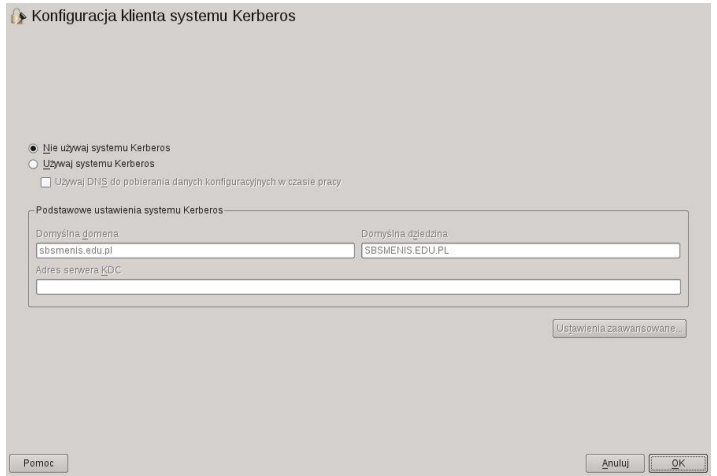 Konfiguracja klienta systemu Kerberos
Nie używaj systemu Kerberos
Używaj systemu Kerberos
Używaj DNS do pobierania danych konfiguracyjnych w czasie pracy
Podstawowe ustawienia systemu Kerberos
Domyślna domena
Domyślna dziedzina
sbsmenis.edu.pl
SBSMENIS.EDU.PL
Adres serwera KDC
Ustawienia zaawansowane...
Pomoc
Anuluj
OK